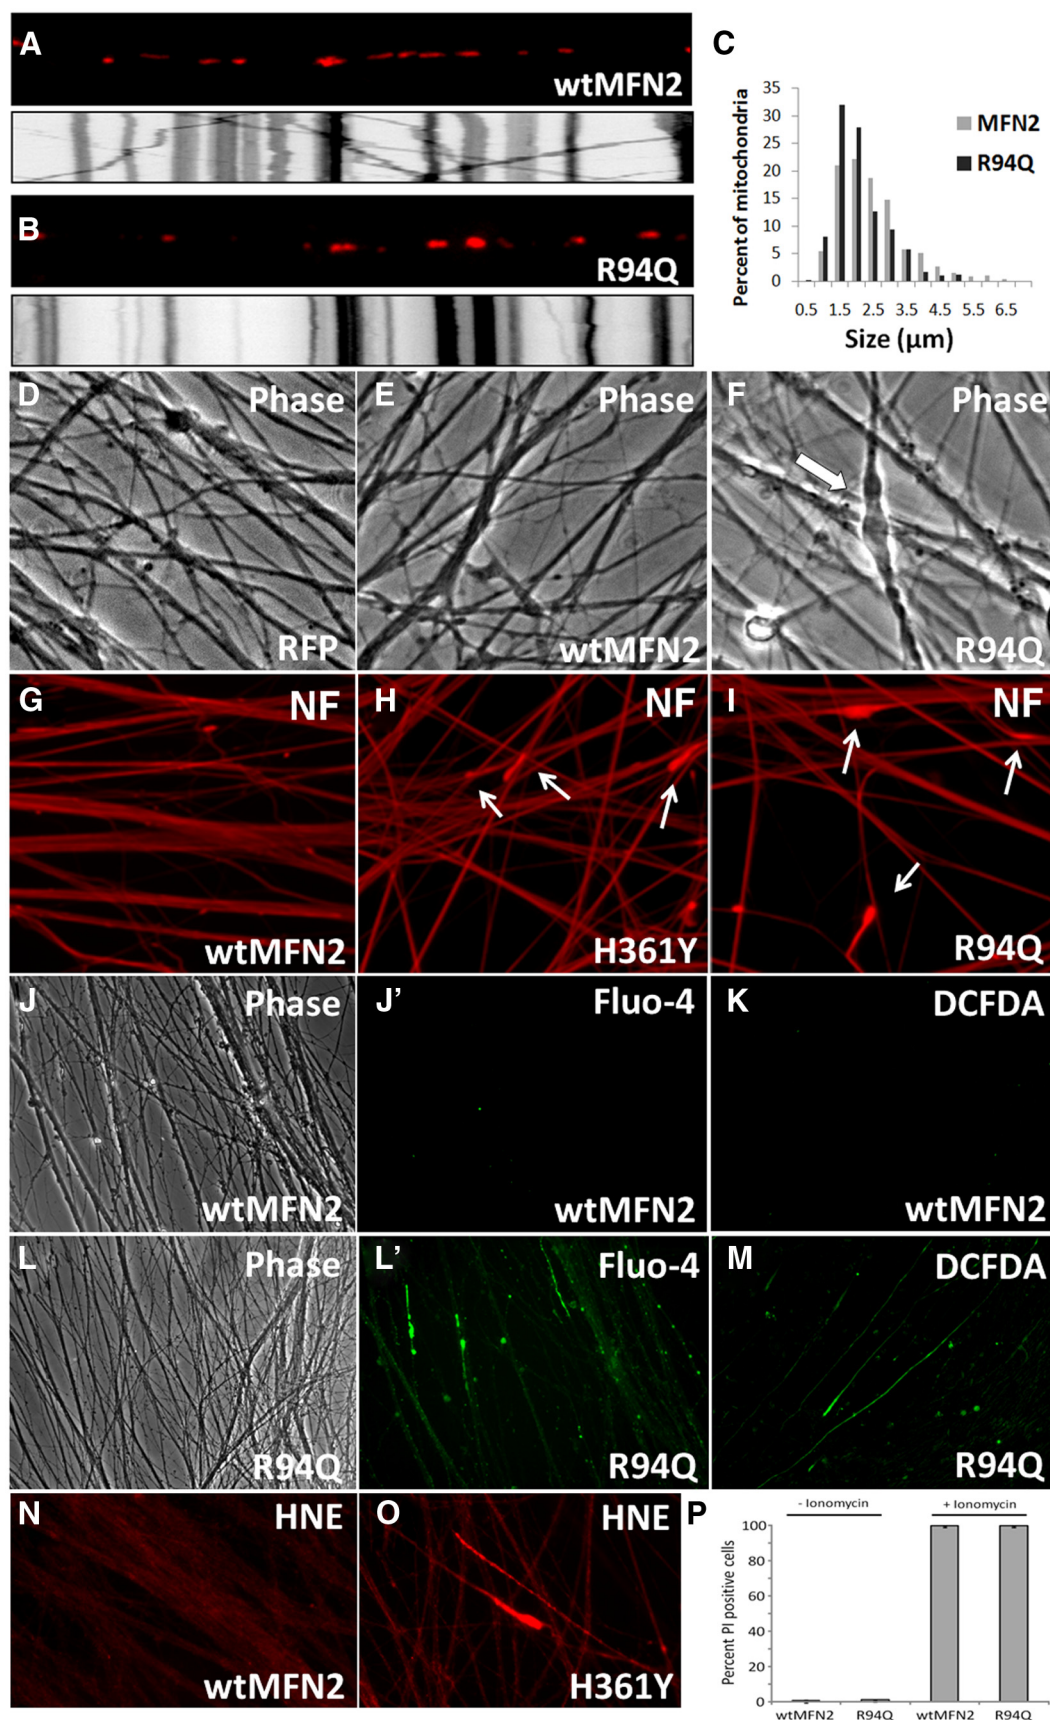 A
wtMFN2
B
R94Q
C
Percent of mitochondria
35
30
25
20
15
10
5
0
MFN2
R94Q
0.5 1.5 2.5 3.5 4.5 5.5 6.5
Size (μm)
D Phase
RFP
E Phase
wtMFN2
F Phase
R94Q
G NF
wtMFN2
H NF
H361Y
I NF
R94Q
J Phase
wtMFN2
J’ Fluo-4
wtMFN2
K DCFDA
wtMFN2
L Phase
R94Q
L’ Fluo-4
R94Q
M DCFDA
R94Q
N HNE
wtMFN2
O HNE
H361Y
P
- Ionomycin + Ionomycin
Percent PI positive cells
100
80
60
40
20
0
wtMFN2 R94Q wtMFN2 R94Q